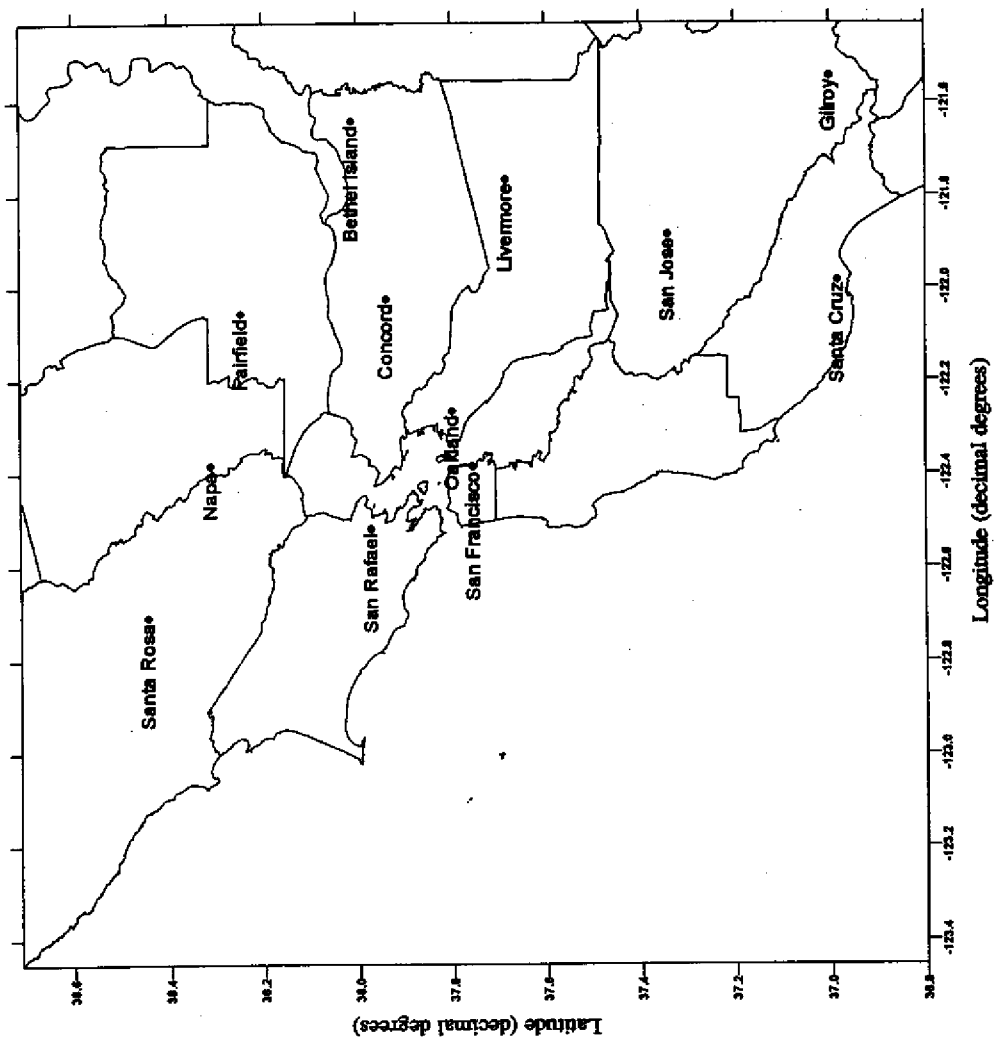 Santa Rosa
Napa
Fairfield
San Rafael
Concord
Bethel Island
San Francisco
Oakland
Livermore
San Jose
Santa Cruz
Gilroy
Latitude (decimal degrees)
38.6
38.4
38.2
38.0
37.8
37.6
37.4
37.2
37.0
36.8
-123.4
-123.2
-123.0
-122.8
-122.6
-122.4
-122.2
-122.0
-121.8
-121.6
Longitude (decimal degrees)